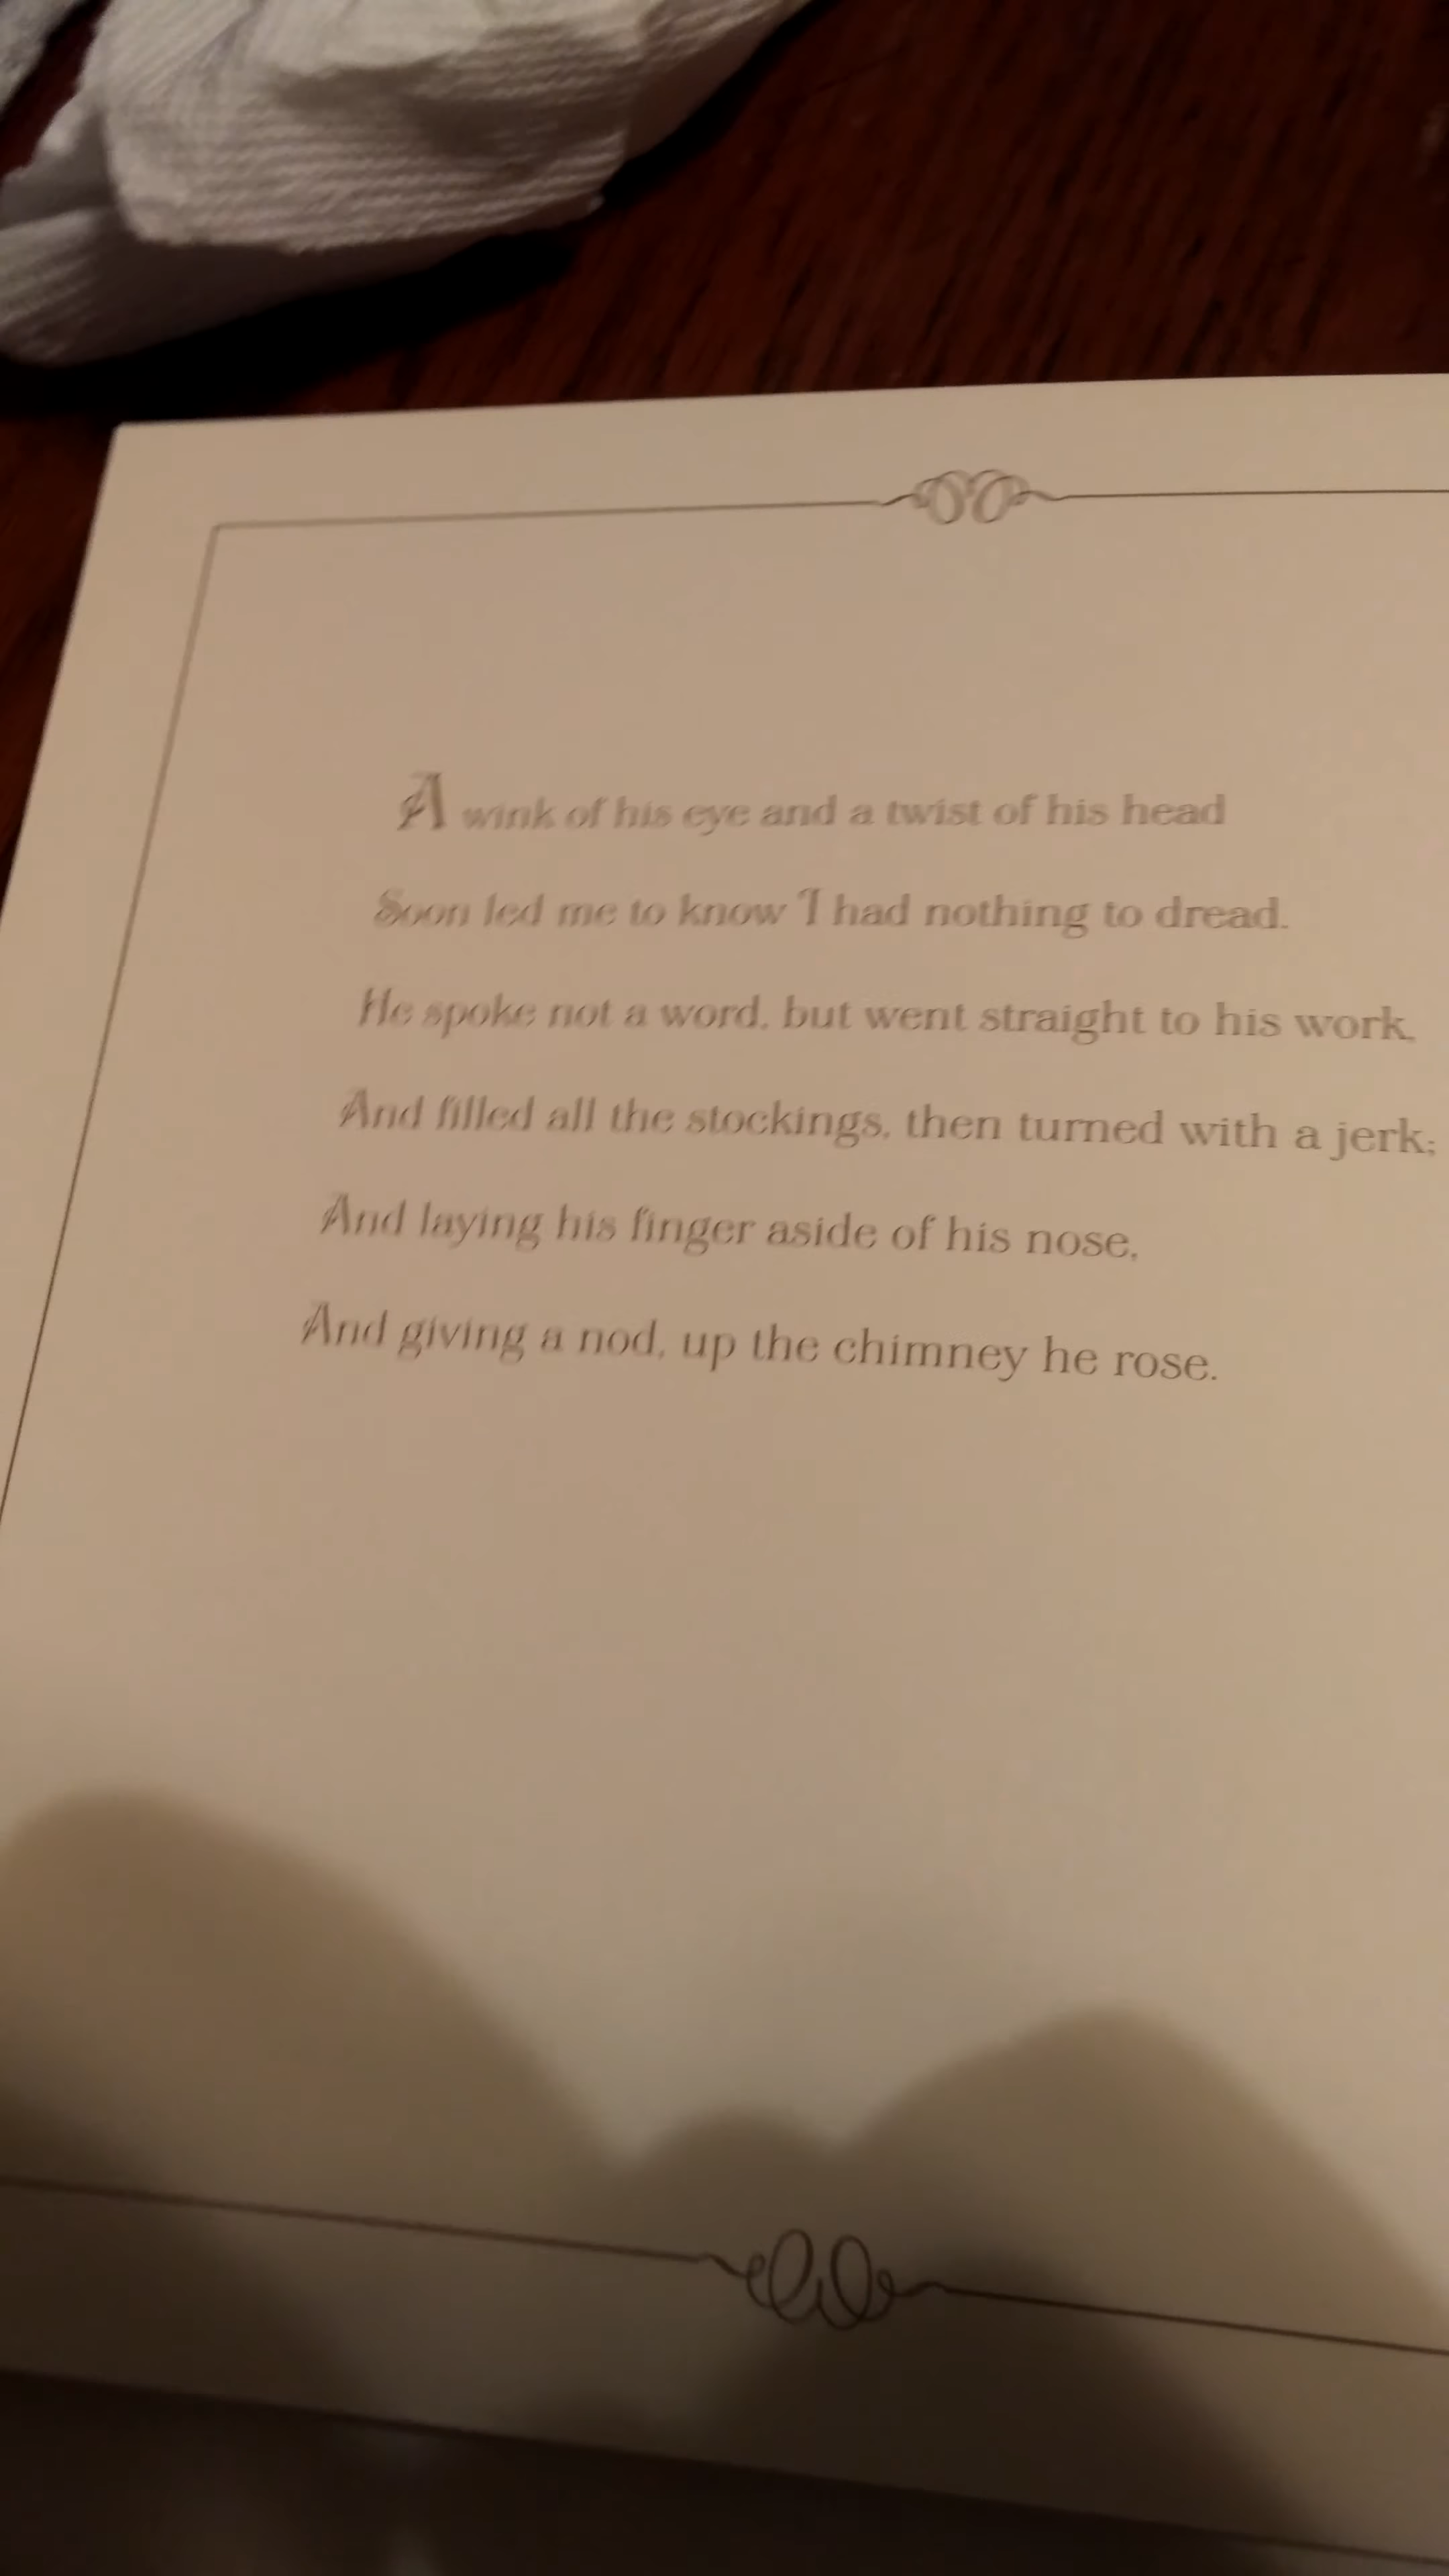 A wink of his eye and a twist of his head
Soon led me to know I had nothing to dread.
He spoke not a word, but went straight to his work,
And filled all the stockings, then turned with a jerk;
And laying his finger aside of his nose,
And giving a nod, up the chimney he rose.